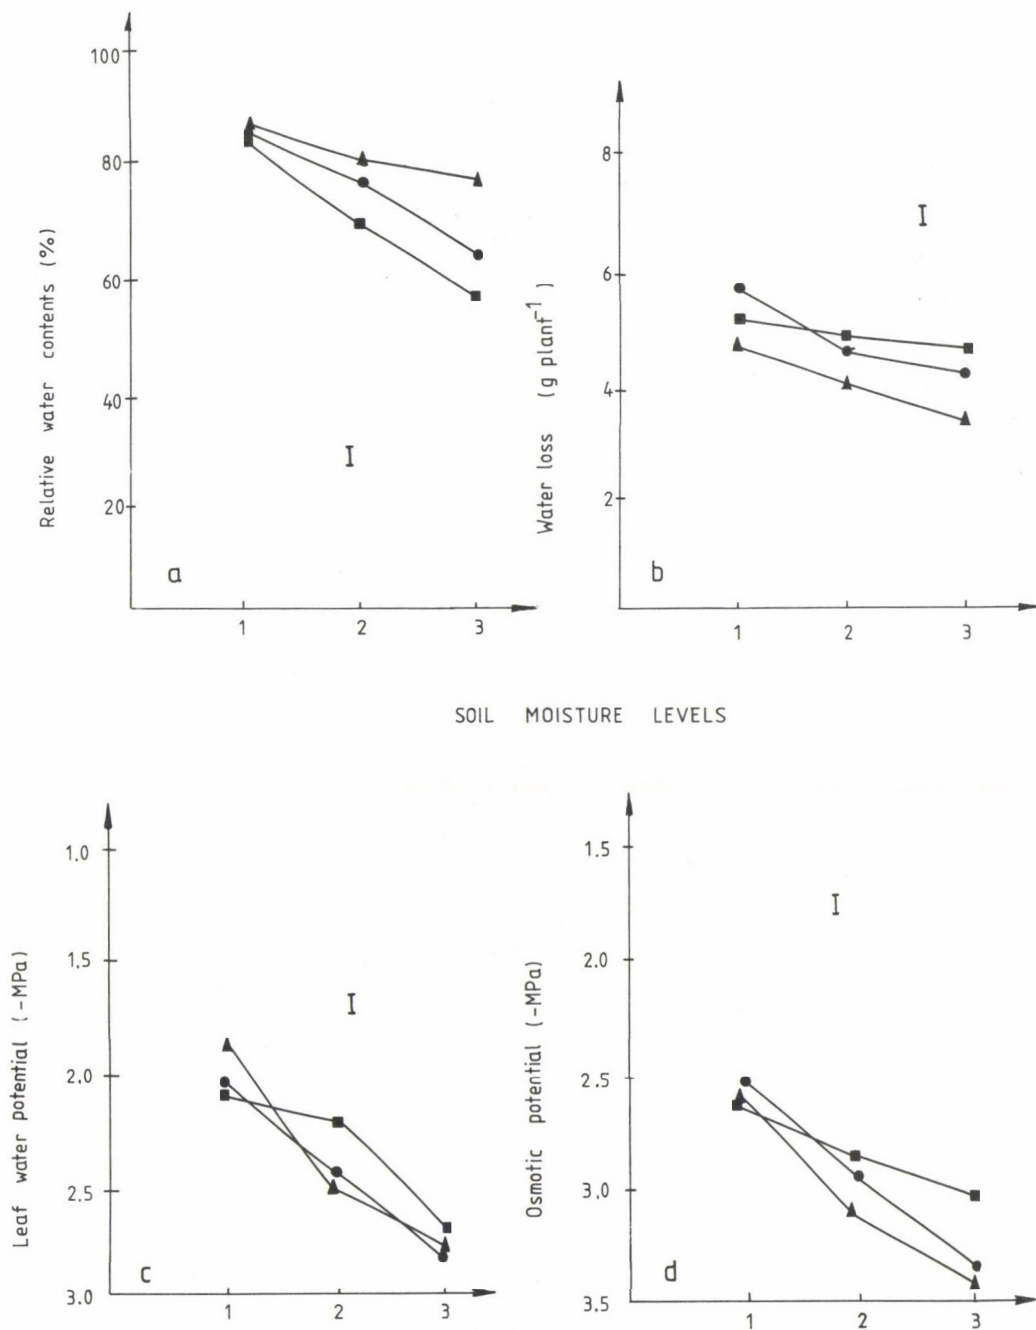 Relative water contents (%)
100
80
60
40
20
a
1 2 3
Water loss (g plant⁻¹)
8
6
4
2
b
1 2 3
SOIL MOISTURE LEVELS
Leaf water potential (-MPa)
1.0
1.5
2.0
2.5
3.0
c
1 2 3
Osmotic potential (-MPa)
1.5
2.0
2.5
3.0
3.5
d
1 2 3